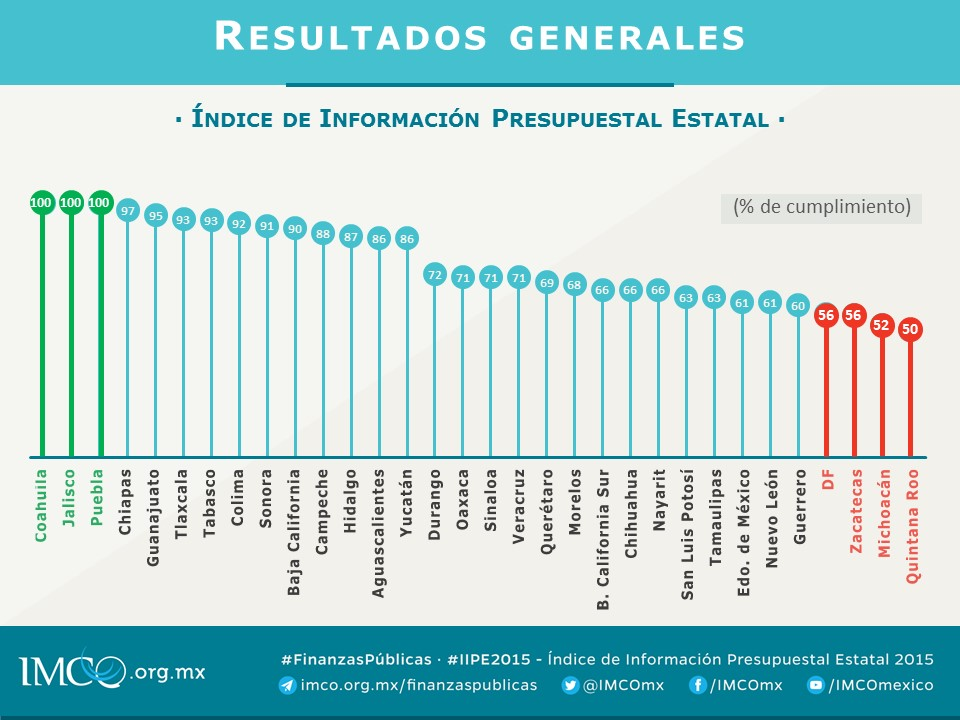 RESULTADOS GENERALES
· ÍNDICE DE INFORMACIÓN PRESUPUESTAL ESTATAL ·
(% de cumplimiento)
100 100 100 97 95 93 93 92 91 90 88 87 86 86 72 71 71 71 69 68 66 66 66 63 63 61 61 60 56 56 52 50
Coahuila
Jalisco
Puebla
Chiapas
Guanajuato
Tlaxcala
Tabasco
Colima
Sonora
Baja California
Campeche
Hidalgo
Aguascalientes
Yucatán
Durango
Oaxaca
Sinaloa
Veracruz
Querétaro
Morelos
B. California Sur
Chihuahua
Nayarit
San Luis Potosí
Tamaulipas
Edo. de México
Nuevo León
Guerrero
DF
Zacatecas
Michoacán
Quintana Roo
IMCO.org.mx
#FinanzasPúblicas · #IIPE2015 - Índice de Información Presupuestal Estatal 2015
imco.org.mx/finanzaspublicas @IMCOmx /IMCOmx /IMCOmexico